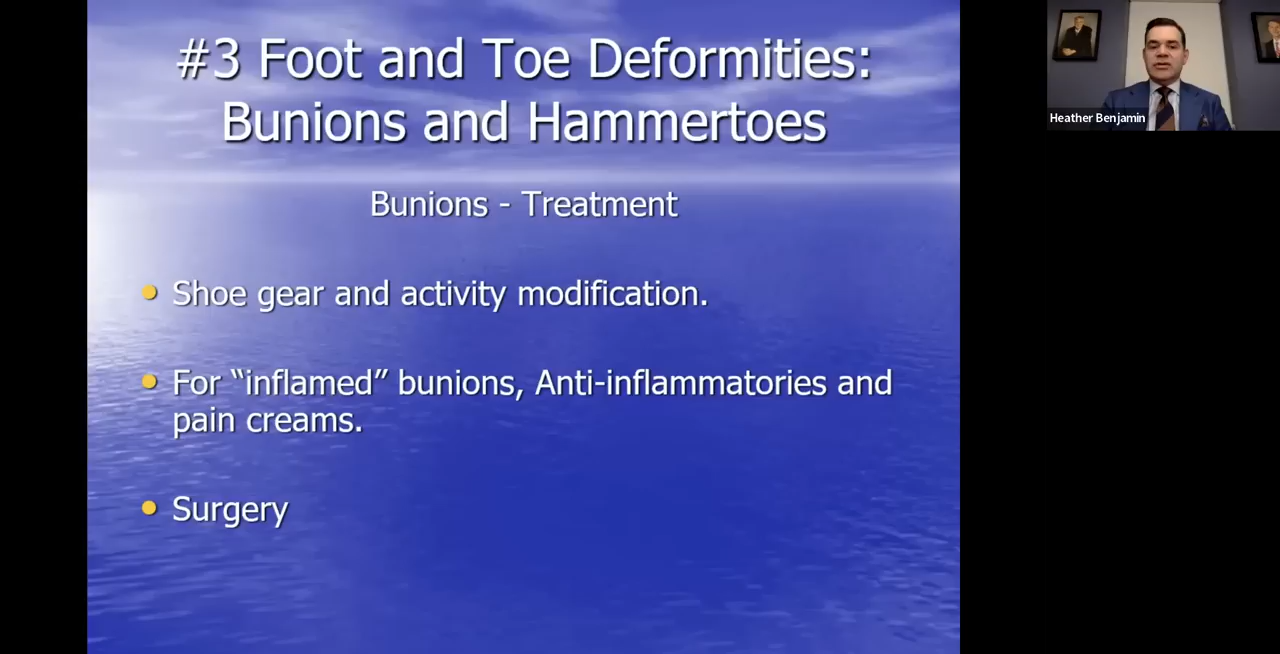 #3 Foot and Toe Deformities:
Bunions and Hammertoes
Bunions - Treatment
• Shoe gear and activity modification.
• For “inflamed” bunions, Anti-inflammatories and
pain creams.
• Surgery
Heather Benjamin